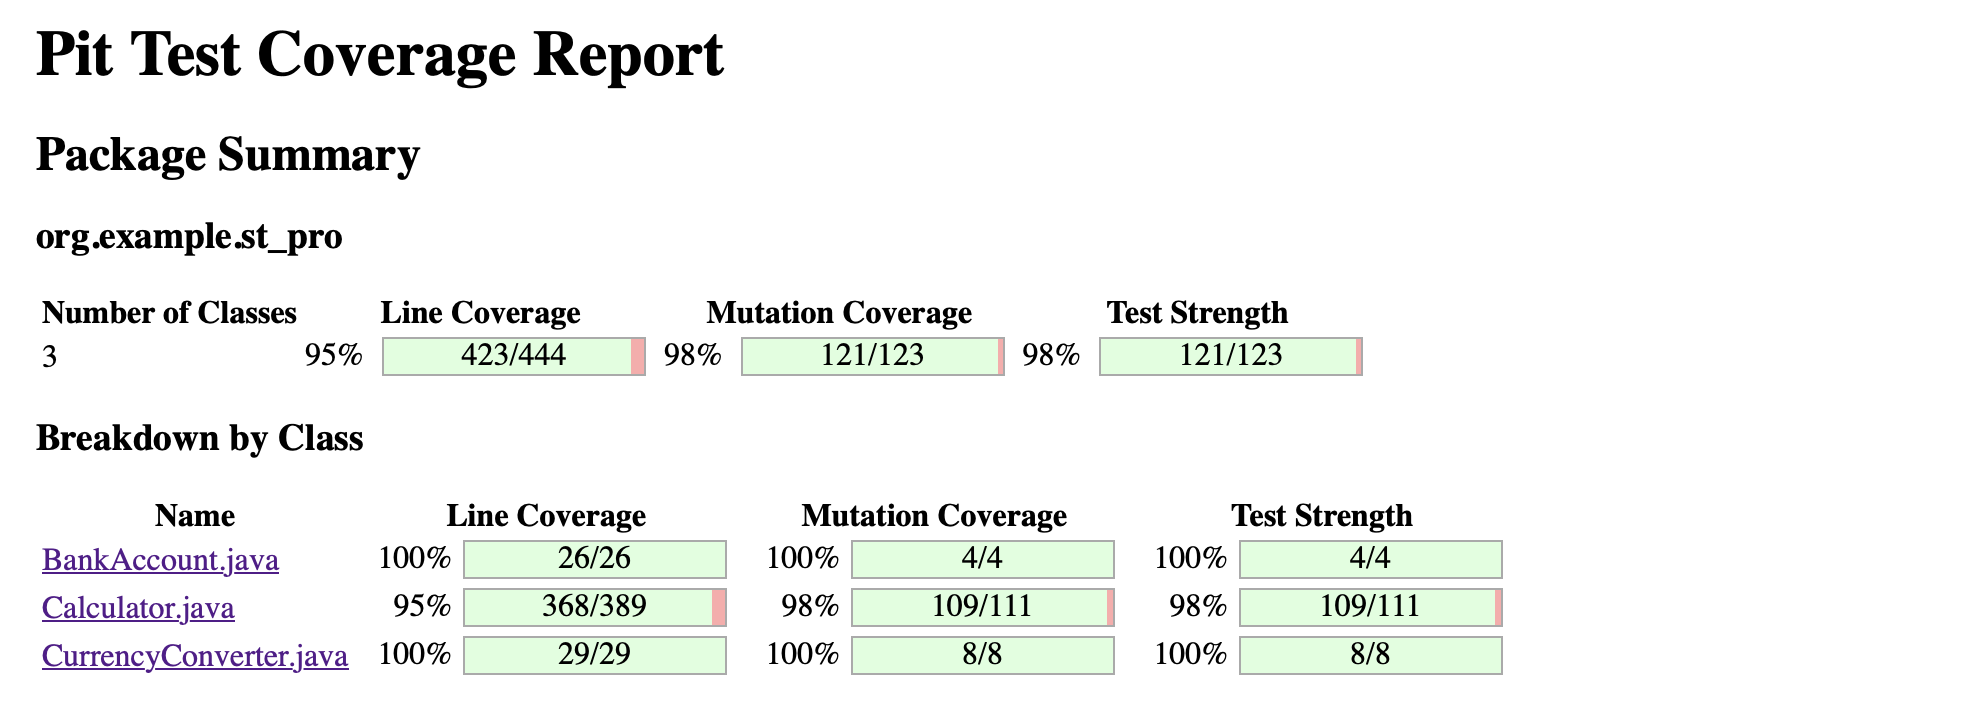 Pit Test Coverage Report
Package Summary
org.example.st_pro
Number of Classes Line Coverage Mutation Coverage Test Strength
3 95% 423/444 98% 121/123 98% 121/123
Breakdown by Class
Name Line Coverage Mutation Coverage Test Strength
BankAccount.java 100% 26/26 100% 4/4 100% 4/4
Calculator.java 95% 368/389 98% 109/111 98% 109/111
CurrencyConverter.java 100% 29/29 100% 8/8 100% 8/8